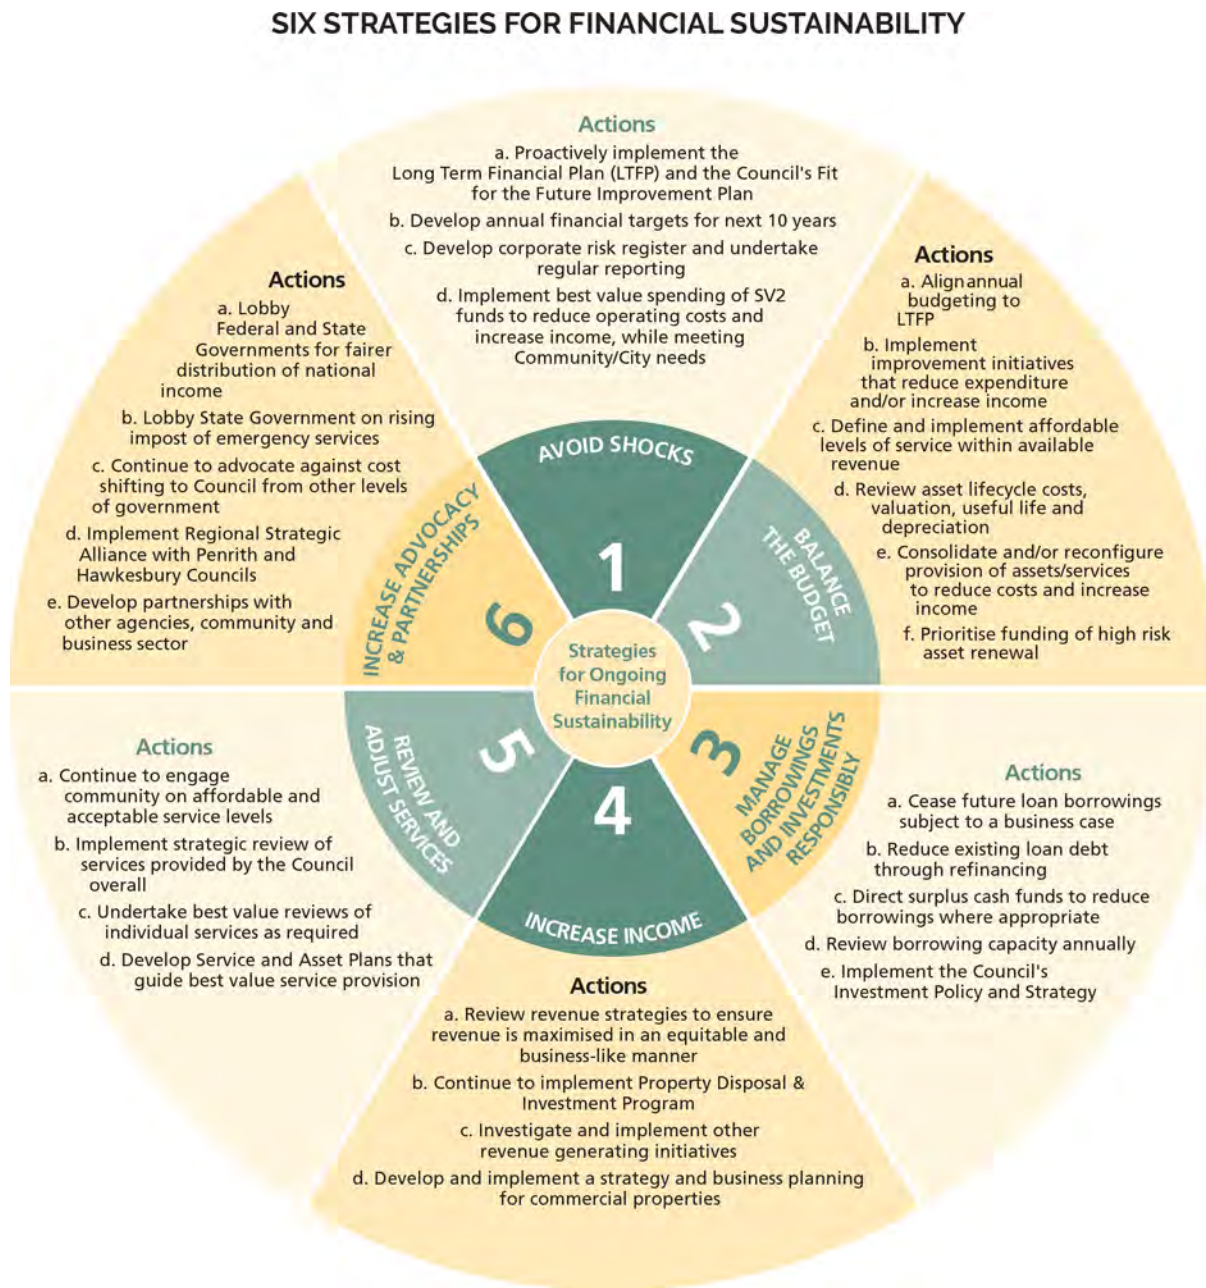 SIX STRATEGIES FOR FINANCIAL SUSTAINABILITY
Actions
a. Proactively implement the
Long Term Financial Plan (LTFP) and the Council's Fit
for the Future Improvement Plan
b. Develop annual financial targets for next 10 years
c. Develop corporate risk register and undertake
regular reporting
d. Implement best value spending of SV2
funds to reduce operating costs and
increase income, while meeting
Community/City needs
AVOID SHOCKS
1
Actions
a. Alignannual
budgeting to
LTFP
b. Implement
improvement initiatives
that reduce expenditure
and/or increase income
c. Define and implement affordable
levels of service within available
revenue
d. Review asset lifecycle costs,
valuation, useful life and
depreciation
e. Consolidate and/or reconfigure
provision of assets/services
to reduce costs and increase
income
f. Prioritise funding of high risk
asset renewal
BALANCE
THE BUDGET
2
Actions
a. Cease future loan borrowings
subject to a business case
b. Reduce existing loan debt
through refinancing
c. Direct surplus cash funds to reduce
borrowings where appropriate
d. Review borrowing capacity annually
e. Implement the Council's
Investment Policy and Strategy
MANAGE
BORROWINGS
AND INVESTMENTS
RESPONSIBLY
3
4
INCREASE INCOME
Actions
a. Review revenue strategies to ensure
revenue is maximised in an equitable and
business-like manner
b. Continue to implement Property Disposal &
Investment Program
c. Investigate and implement other
revenue generating initiatives
d. Develop and implement a strategy and business planning
for commercial properties
Actions
a. Continue to engage
community on affordable and
acceptable service levels
b. Implement strategic review of
services provided by the Council
overall
c. Undertake best value reviews of
individual services as required
d. Develop Service and Asset Plans that
guide best value service provision
REVIEW AND
ADJUST SERVICES
5
Actions
a. Lobby
Federal and State
Governments for fairer
distribution of national
income
b. Lobby State Government on rising
impost of emergency services
c. Continue to advocate against cost
shifting to Council from other levels
of government
d. Implement Regional Strategic
Alliance with Penrith and
Hawkesbury Councils
e. Develop partnerships with
other agencies, community and
business sector
INCREASE ADVOCACY
& PARTNERSHIPS
6
Strategies
for Ongoing
Financial
Sustainability